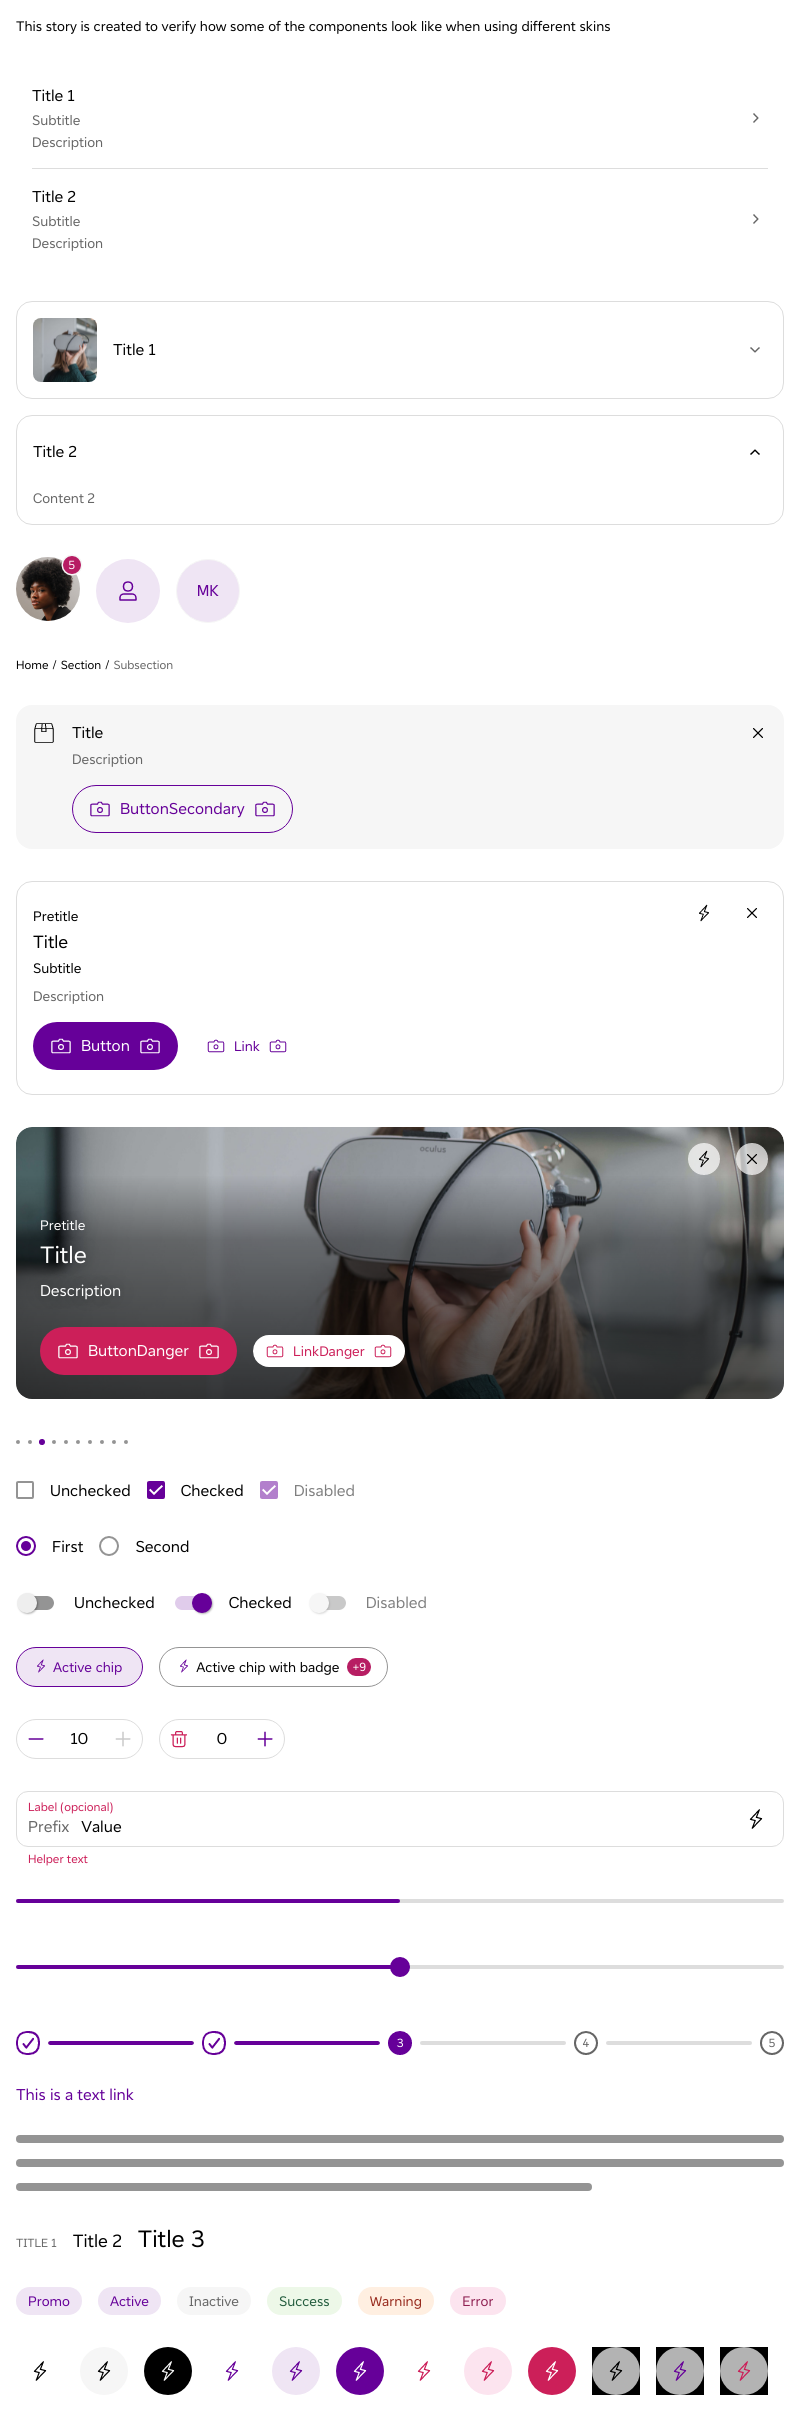 This story is created to verify how some of the components look like when using different skins
Title 1
Subtitle
Description
Title 2
Subtitle
Description
Title 1
Title 2
Content 2
5
MK
Home / Section / Subsection
Title
Description
ButtonSecondary
Pretitle
Title
Subtitle
Description
Button Link
oculus
Pretitle
Title
Description
ButtonDanger LinkDanger
Unchecked Checked Disabled
First Second
Unchecked Checked Disabled
Active chip Active chip with badge +9
10 0
Label (opcional)
Prefix Value
Helper text
3 4 5
This is a text link
TITLE 1 Title 2 Title 3
Promo Active Inactive Success Warning Error